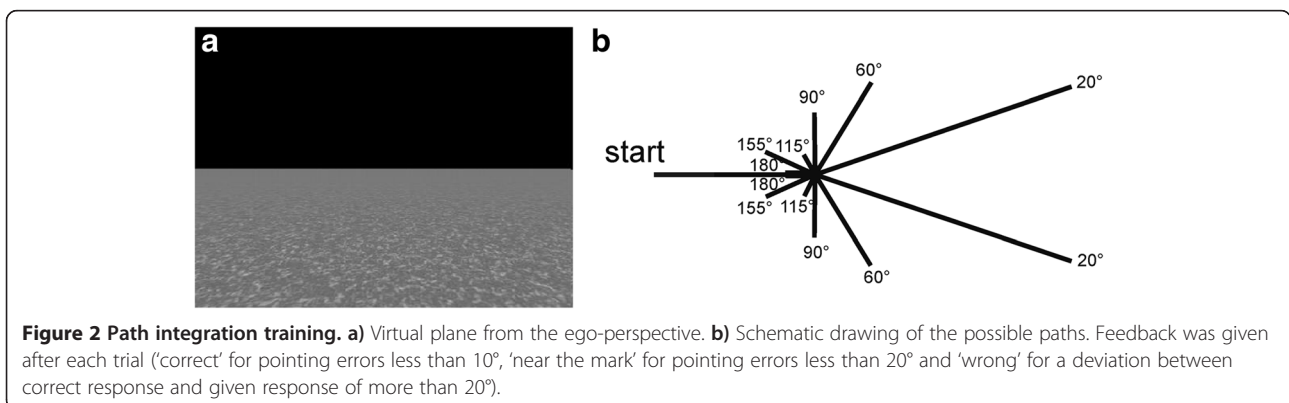 a
b
60°
20°
90°
155° 115°
start
180°
180°
155° 115°
90°
60°
20°
Figure 2 Path integration training. a) Virtual plane from the ego-perspective. b) Schematic drawing of the possible paths. Feedback was given
after each trial (‘correct’ for pointing errors less than 10°, ‘near the mark’ for pointing errors less than 20° and ‘wrong’ for a deviation between
correct response and given response of more than 20°).